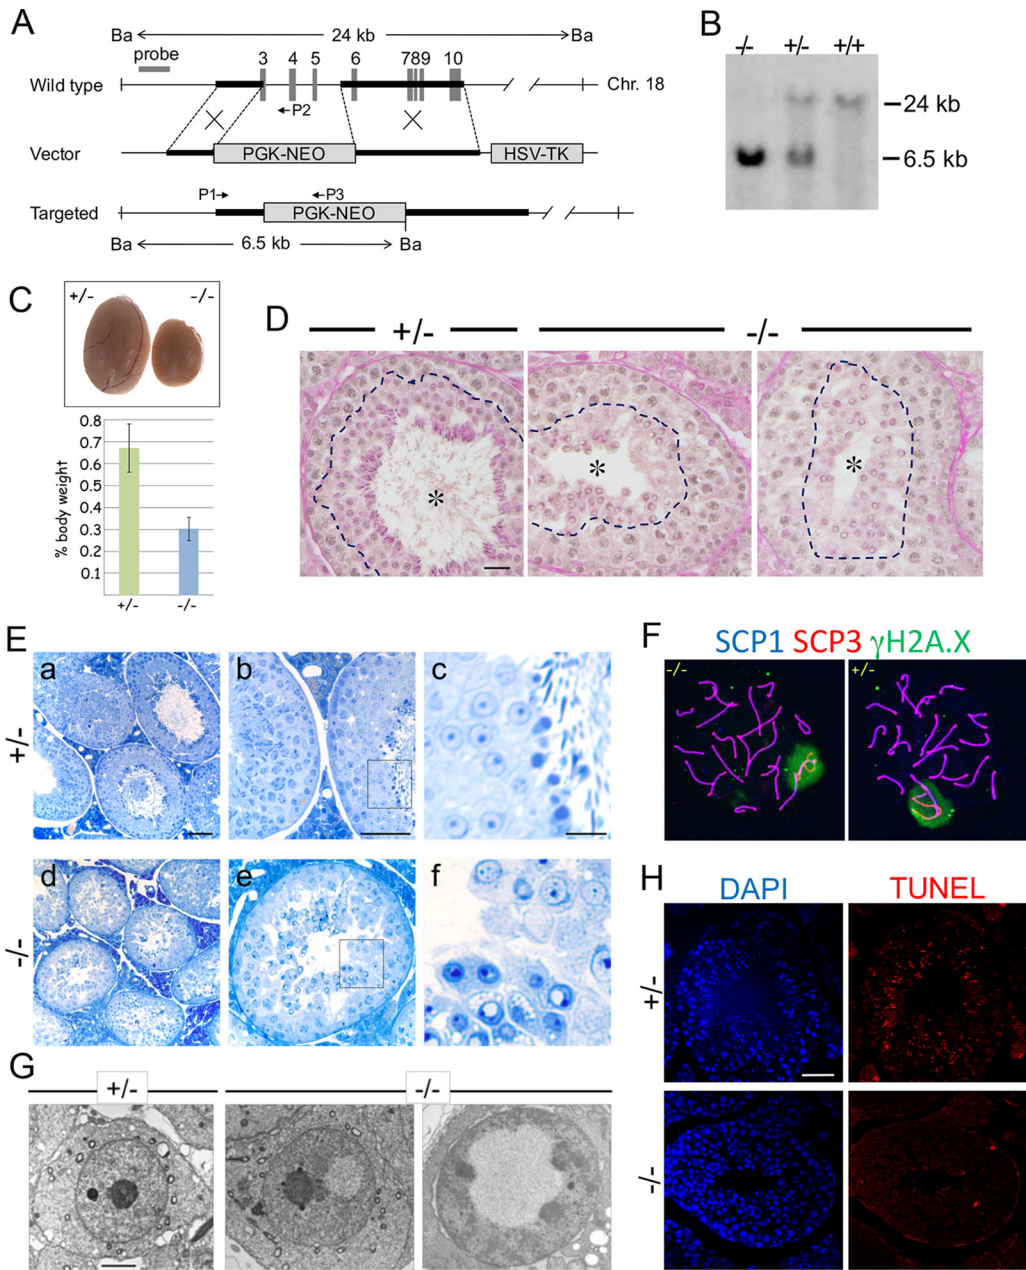 A
Ba 24 kb Ba
probe
3 4 5 6 789 10
Wild type Chr. 18
P2
Vector PGK-NEO HSV-TK
P1 P3
Targeted PGK-NEO
Ba 6.5 kb Ba
B
-/- +/- +/+
24 kb
6.5 kb
C
+/- -/-
% body weight
0.8
0.7
0.6
0.5
0.4
0.3
0.2
0.1
+/- -/-
D
+/- -/-
* * *
E
+/-
a b c
-/-
d e f
F
SCP1 SCP3 γH2A.X
-/- +/-
G
+/- -/-
H
DAPI TUNEL
+/-
-/-